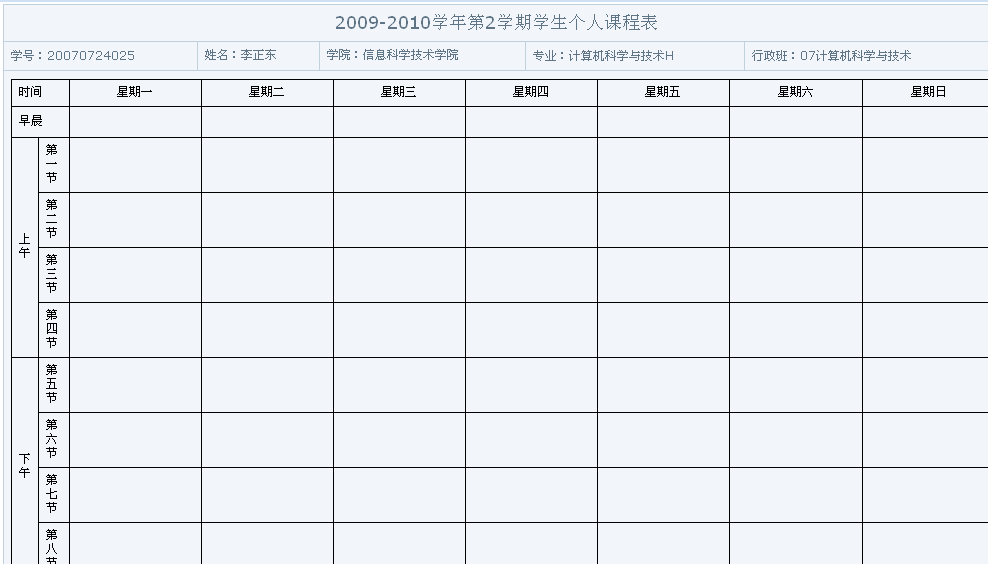 2009-2010学年第2学期学生个人课程表
学号：20070724025 姓名：李正东 学院：信息科学技术学院 专业：计算机科学与技术H 行政班：07计算机科学与技术
时间 星期一 星期二 星期三 星期四 星期五 星期六 星期日
早晨
上午
第一节
第二节
第三节
第四节
下午
第五节
第六节
第七节
第八节